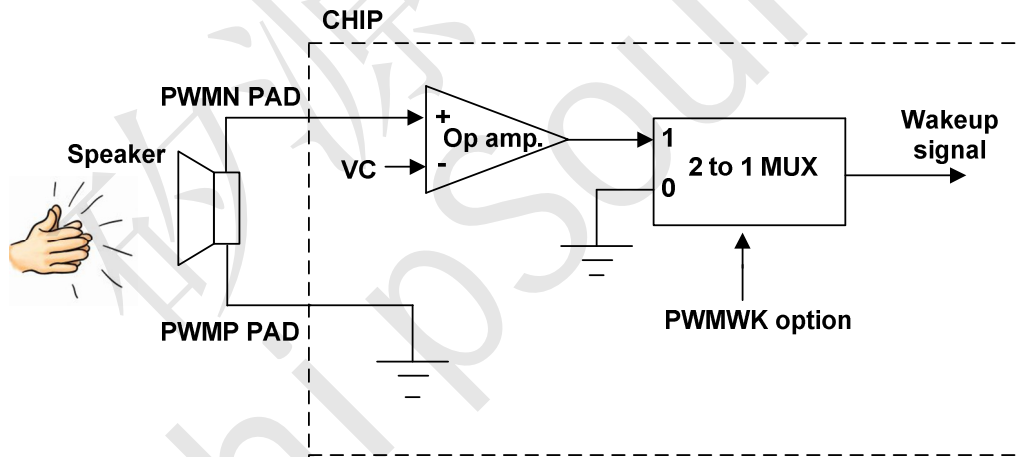 CHIP
PWMN PAD
Speaker
+
Op amp.
VC
-
1
2 to 1 MUX
0
Wakeup
signal
PWMWK option
PWMP PAD